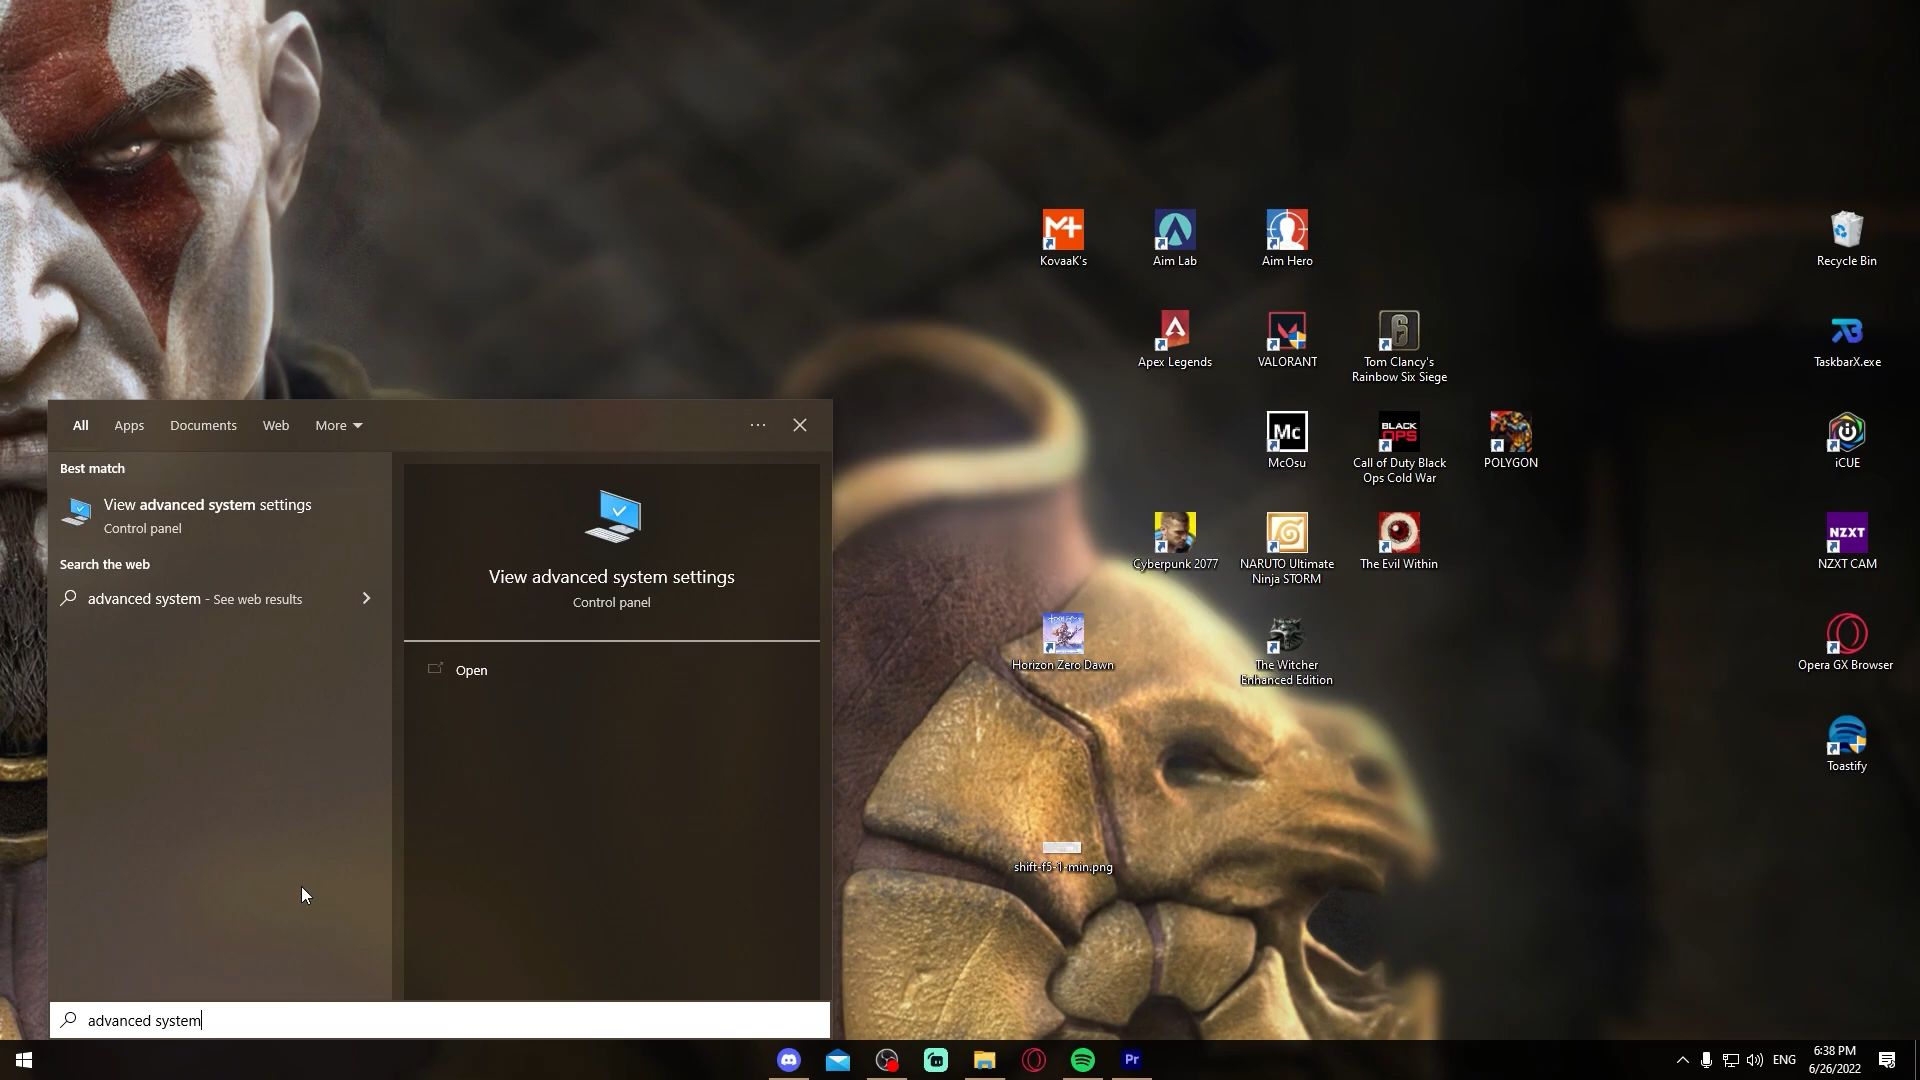 All
Apps
Documents
Web
More
Best match
View advanced system settings
Control panel
Search the web
advanced system - See web results
View advanced system settings
Control panel
Open
advanced system
KovaaK's
Aim Lab
Aim Hero
Apex Legends
VALORANT
Tom Clancy's
Rainbow Six Siege
Mc
McOsu
BLACK
OPS
Call of Duty Black
Ops Cold War
POLYGON
Cyberpunk 2077
NARUTO Ultimate
Ninja STORM
The Evil Within
Horizon Zero Dawn
The Witcher
Enhanced Edition
shift-f5-1-min.png
Recycle Bin
TaskbarX.exe
iCUE
NZXT
NZXT CAM
Opera GX Browser
Toastify
Pr
ENG
6:38 PM
6/26/2022